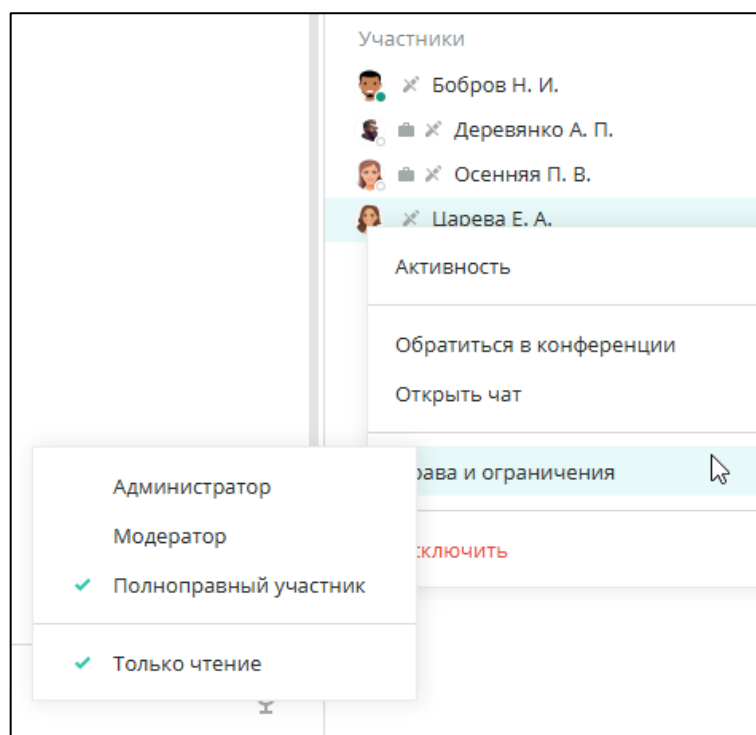 Участники
Бобров Н. И.
Деревянко А. П.
Осенняя П. В.
Царева Е. А.
Активность
Обратиться в конференции
Открыть чат
рава и ограничения
сключить
Администратор
Модератор
Полноправный участник
Только чтение